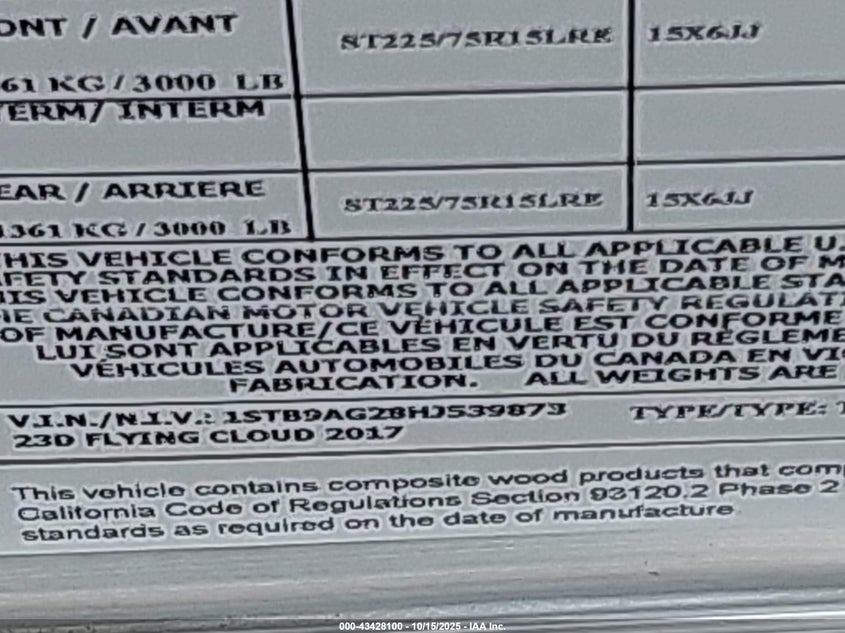 ONT / AVANT ST225/75R15LRE 15X6JJ
61 KG / 3000 LB
TERM/ INTERM
EAR / ARRIERE ST225/75R15LRE 15X6JJ
1361 KG / 3000 LB
HIS VEHICLE CONFORMS TO ALL APPLICABLE U.
FETY STANDARDS IN EFFECT ON THE DATE OF M
HIS VEHICLE CONFORMS TO ALL APPLICABLE STA
HE CANADIAN MOTOR VEHICLE SAFETY REGULATI
OF MANUFACTURE/CE VÉHICULE EST CONFORME
LUI SONT APPLICABLES EN VERTU DU RÉGLEME
VÉHICULES AUTOMOBILES DU CANADA EN VI
FABRICATION. ALL WEIGHTS ARE
V.I.N./N.I.V.: 1STB9AG28HJ539873 TYPE/TYPE: T
23D FLYING CLOUD 2017
This vehicle contains composite wood products that comp
California Code of Regulations Section 93120.2 Phase 2
standards as required on the date of manufacture
000-43428100 - 10/15/2025 - IAA Inc.